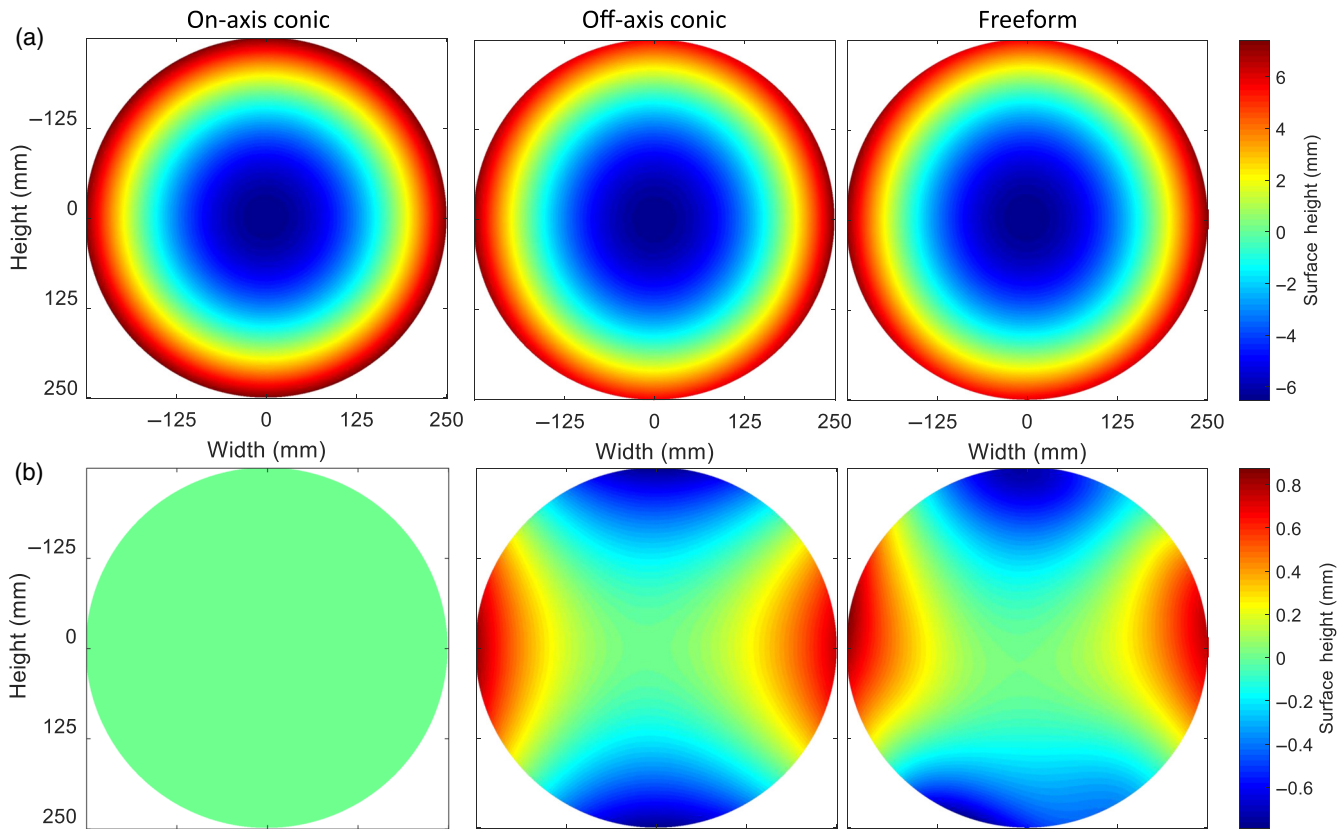 (a)
On-axis conic
Off-axis conic
Freeform
Height (mm)
−125
0
125
250
−125 0 125 250
−125 0 125 250
−125 0 125 250
Width (mm)
Width (mm)
Width (mm)
6
4
2
0
−2
−4
−6
Surface height (mm)
(b)
Height (mm)
−125
0
125
250
0.8
0.6
0.4
0.2
0
−0.2
−0.4
−0.6
Surface height (mm)